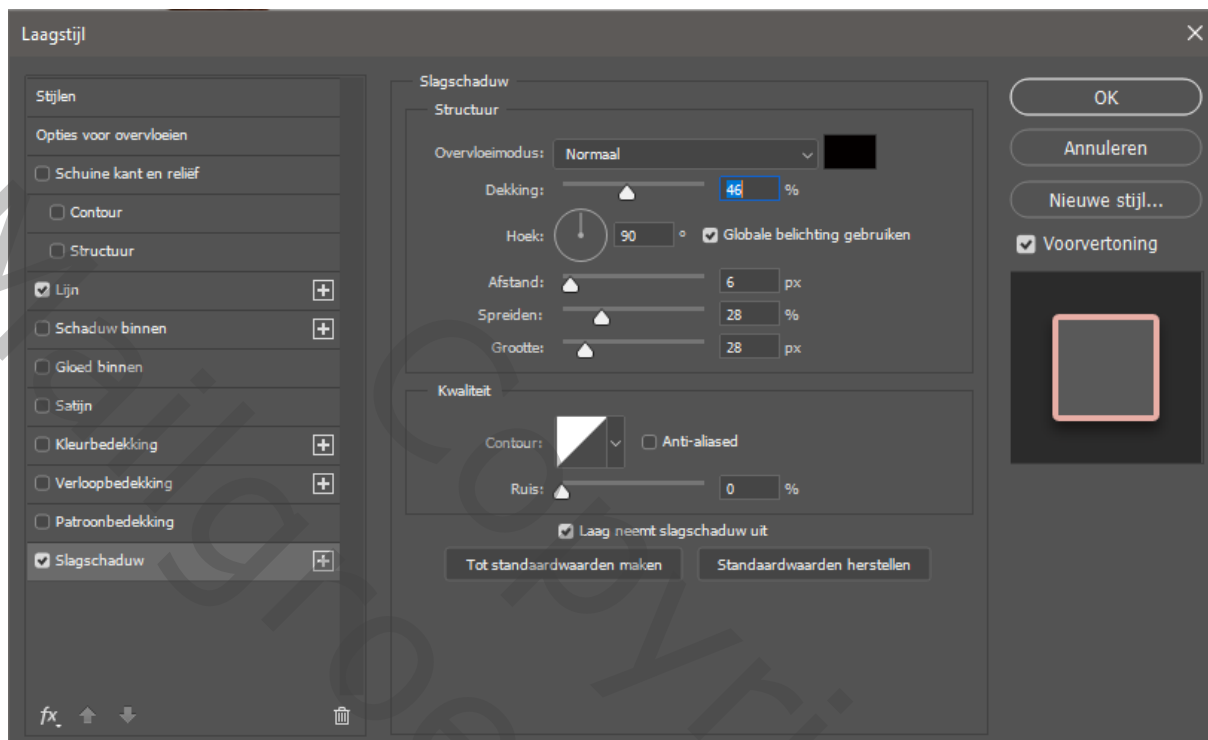 Laagstijl
Stijlen
Opties voor overvloeien
Schuine kant en reliëf
Contour
Structuur
Lijn
Schaduw binnen
Gloed binnen
Satijn
Kleurbedekking
Verloopbedekking
Patroonbedekking
Slagschaduw
fx
Slagschaduw
Structuur
Overvloeimodus: Normaal
Dekking: 46 %
Hoek: 90 ° Globale belichting gebruiken
Afstand: 6 px
Spreiden: 28 %
Grootte: 28 px
Kwaliteit
Contour: Anti-aliased
Ruis: 0 %
Laag neemt slagschaduw uit
Tot standaardwaarden maken Standaardwaarden herstellen
OK
Annuleren
Nieuwe stijl...
Voorvertoning